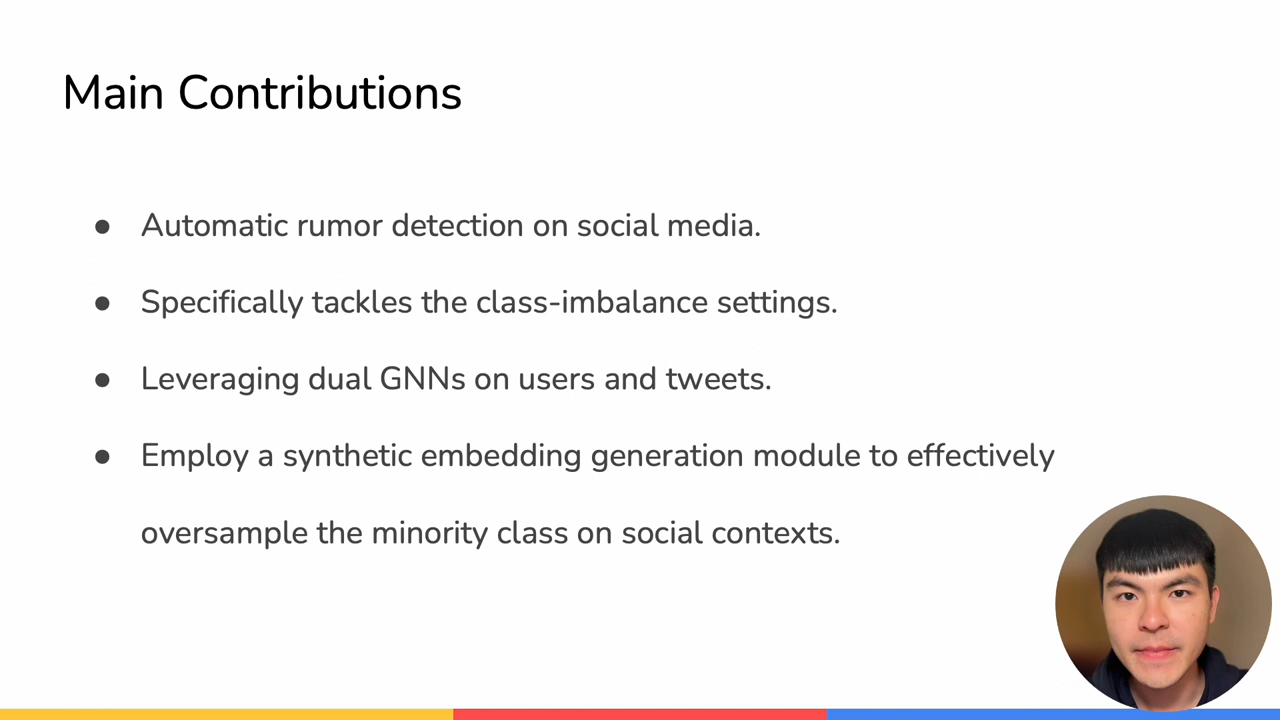 Main Contributions
● Automatic rumor detection on social media.
● Specifically tackles the class-imbalance settings.
● Leveraging dual GNNs on users and tweets.
● Employ a synthetic embedding generation module to effectively
oversample the minority class on social contexts.